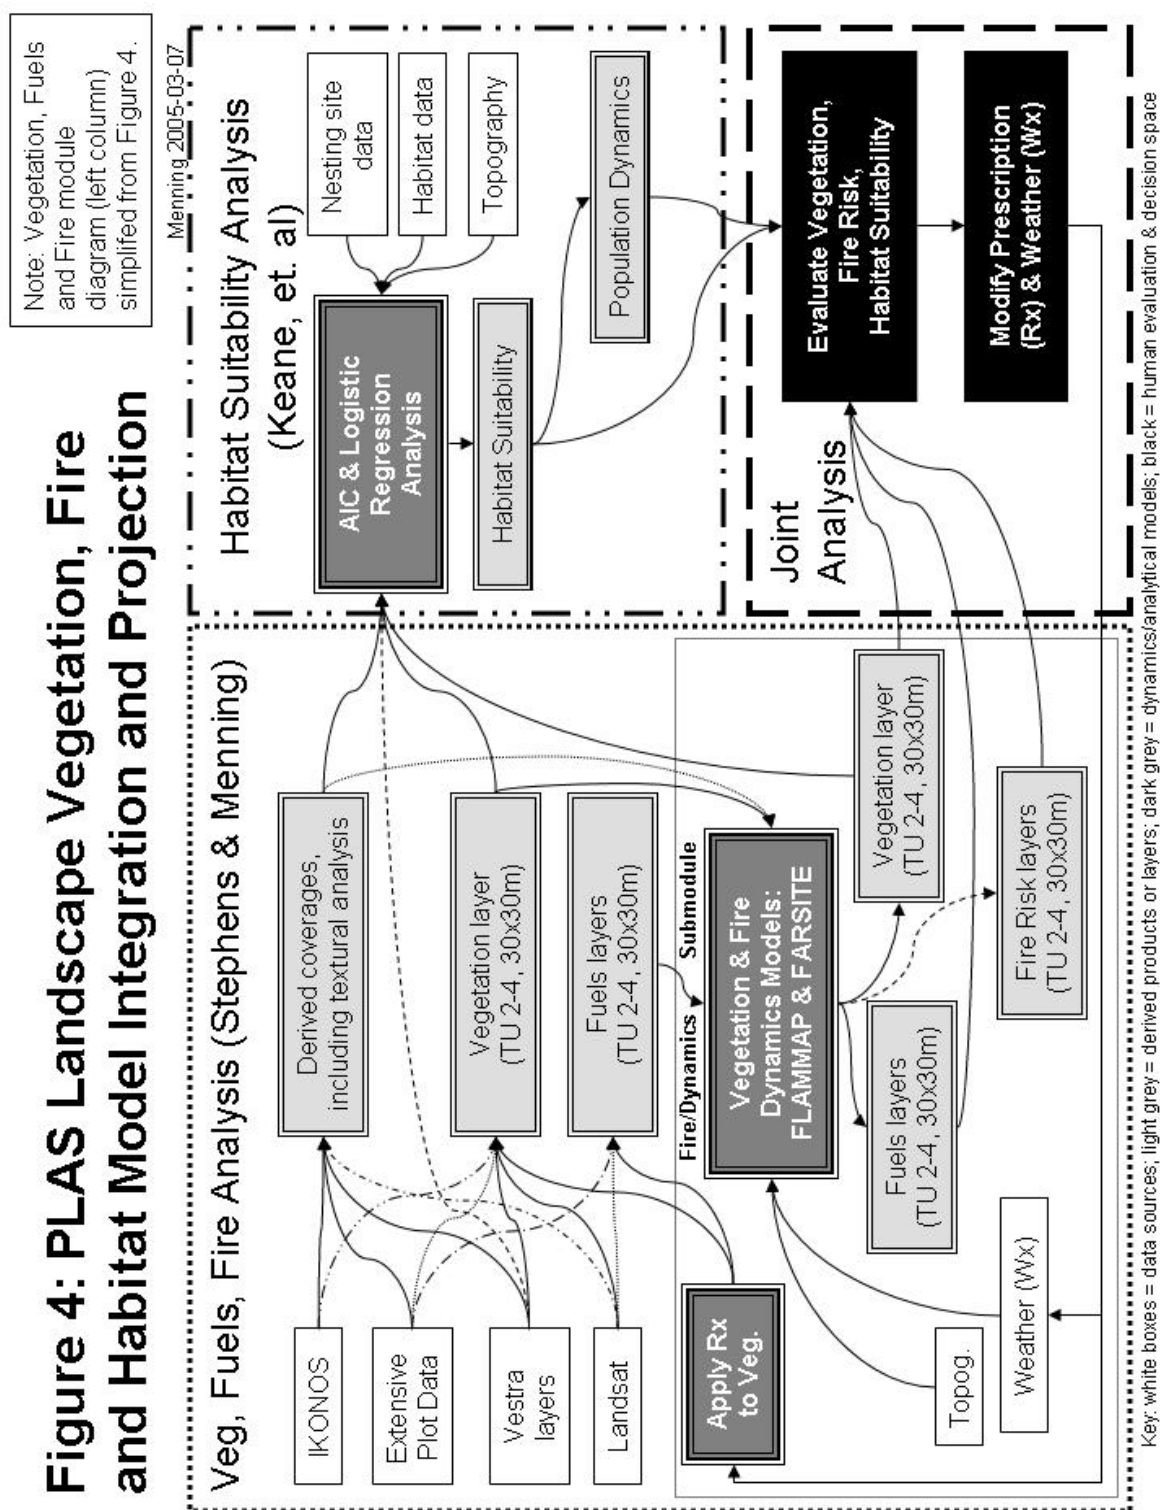 Figure 4: PLAS Landscape Vegetation, Fire
and Habitat Model Integration and Projection
Note: Vegetation, Fuels
and Fire module
diagram (left column)
simplifed from Figure 4.
Menning 2005-03-07
Veg, Fuels, Fire Analysis (Stephens & Menning)
IKONOS
Extensive
Plot Data
Vestra
layers
Landsat
Derived coverages,
including textural analysis
Vegetation layer
(TU 2-4, 30x30m)
Fuels layers
(TU 2-4, 30x30m)
Fire/Dynamics Submodule
Apply Rx
to Veg.
Vegetation & Fire
Dynamics Models:
FLAMMAP & FARSITE
Topog.
Weather (Wx)
Fuels layers
(TU 2-4, 30x30m)
Vegetation layer
(TU 2-4, 30x30m)
Fire Risk layers
(TU 2-4, 30x30m)
Habitat Suitability Analysis
(Keane, et. al)
AIC & Logistic
Regression
Analysis
Nesting site
data
Habitat data
Topography
Habitat Suitability
Population Dynamics
Joint
Analysis
Evaluate Vegetation,
Fire Risk,
Habitat Suitability
Modify Prescription
(Rx) & Weather (Wx)
Key: white boxes = data sources; light grey = derived products or layers; dark grey = dynamics/analytical models; black = human evaluation & decision space